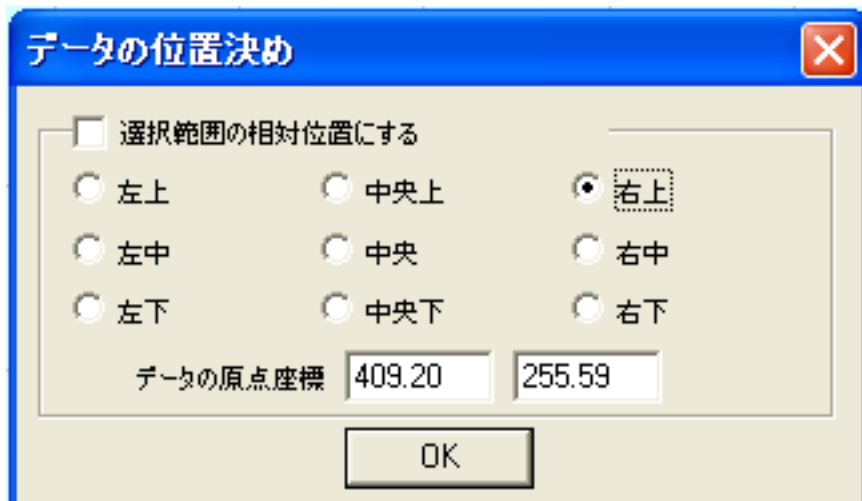 データの位置決め
選択範囲の相対位置にする
左上 中央上 右上
左中 中央 右中
左下 中央下 右下
データの原点座標 409.20 255.59
OK